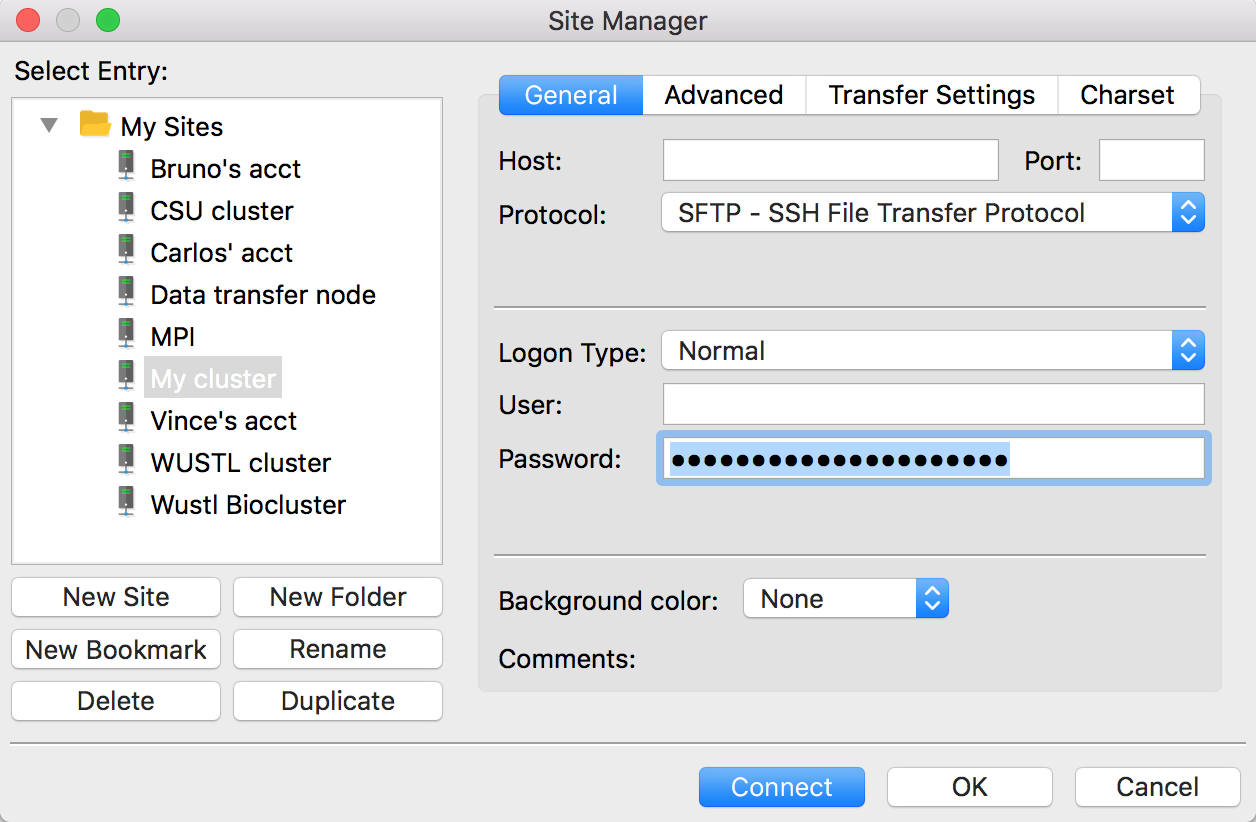 Site Manager
Select Entry:
My Sites
Bruno's acct
CSU cluster
Carlos' acct
Data transfer node
MPI
My cluster
Vince's acct
WUSTL cluster
Wustl Biocluster
New Site New Folder
New Bookmark Rename
Delete Duplicate
General Advanced Transfer Settings Charset
Host: Port:
Protocol: SFTP - SSH File Transfer Protocol
Logon Type: Normal
User:
Password: •••••••••••••••••••••
Background color: None
Comments:
Connect OK Cancel